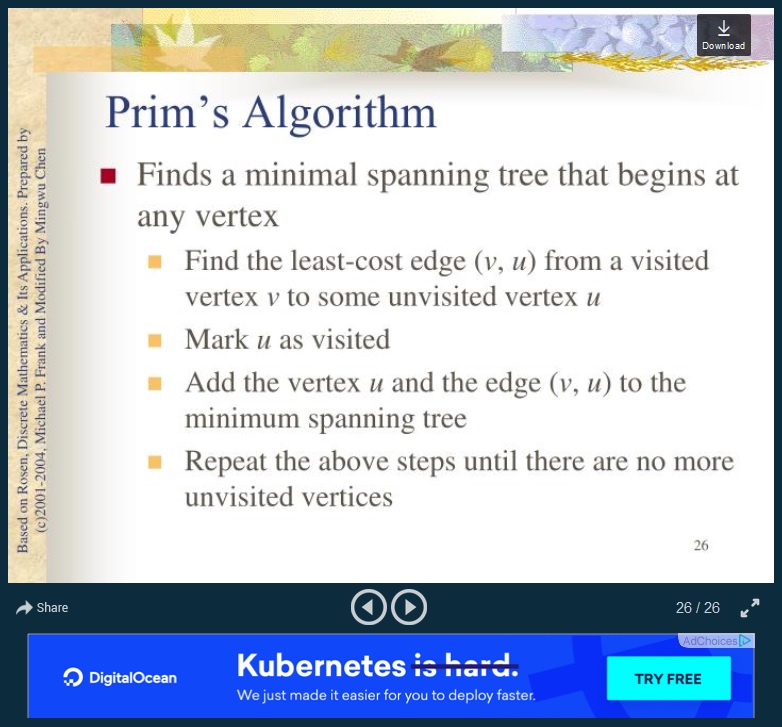 Download
Prim's Algorithm
Based on Rosen, Discrete Mathematics & Its Applications. Prepared by
(c)2001-2004, Michael P. Frank and Modified By Mingwu Chen
Finds a minimal spanning tree that begins at
any vertex
Find the least-cost edge (v, u) from a visited
vertex v to some unvisited vertex u
Mark u as visited
Add the vertex u and the edge (v, u) to the
minimum spanning tree
Repeat the above steps until there are no more
unvisited vertices
26
Share
26 / 26
AdChoices
DigitalOcean
Kubernetes is hard.
We just made it easier for you to deploy faster.
TRY FREE